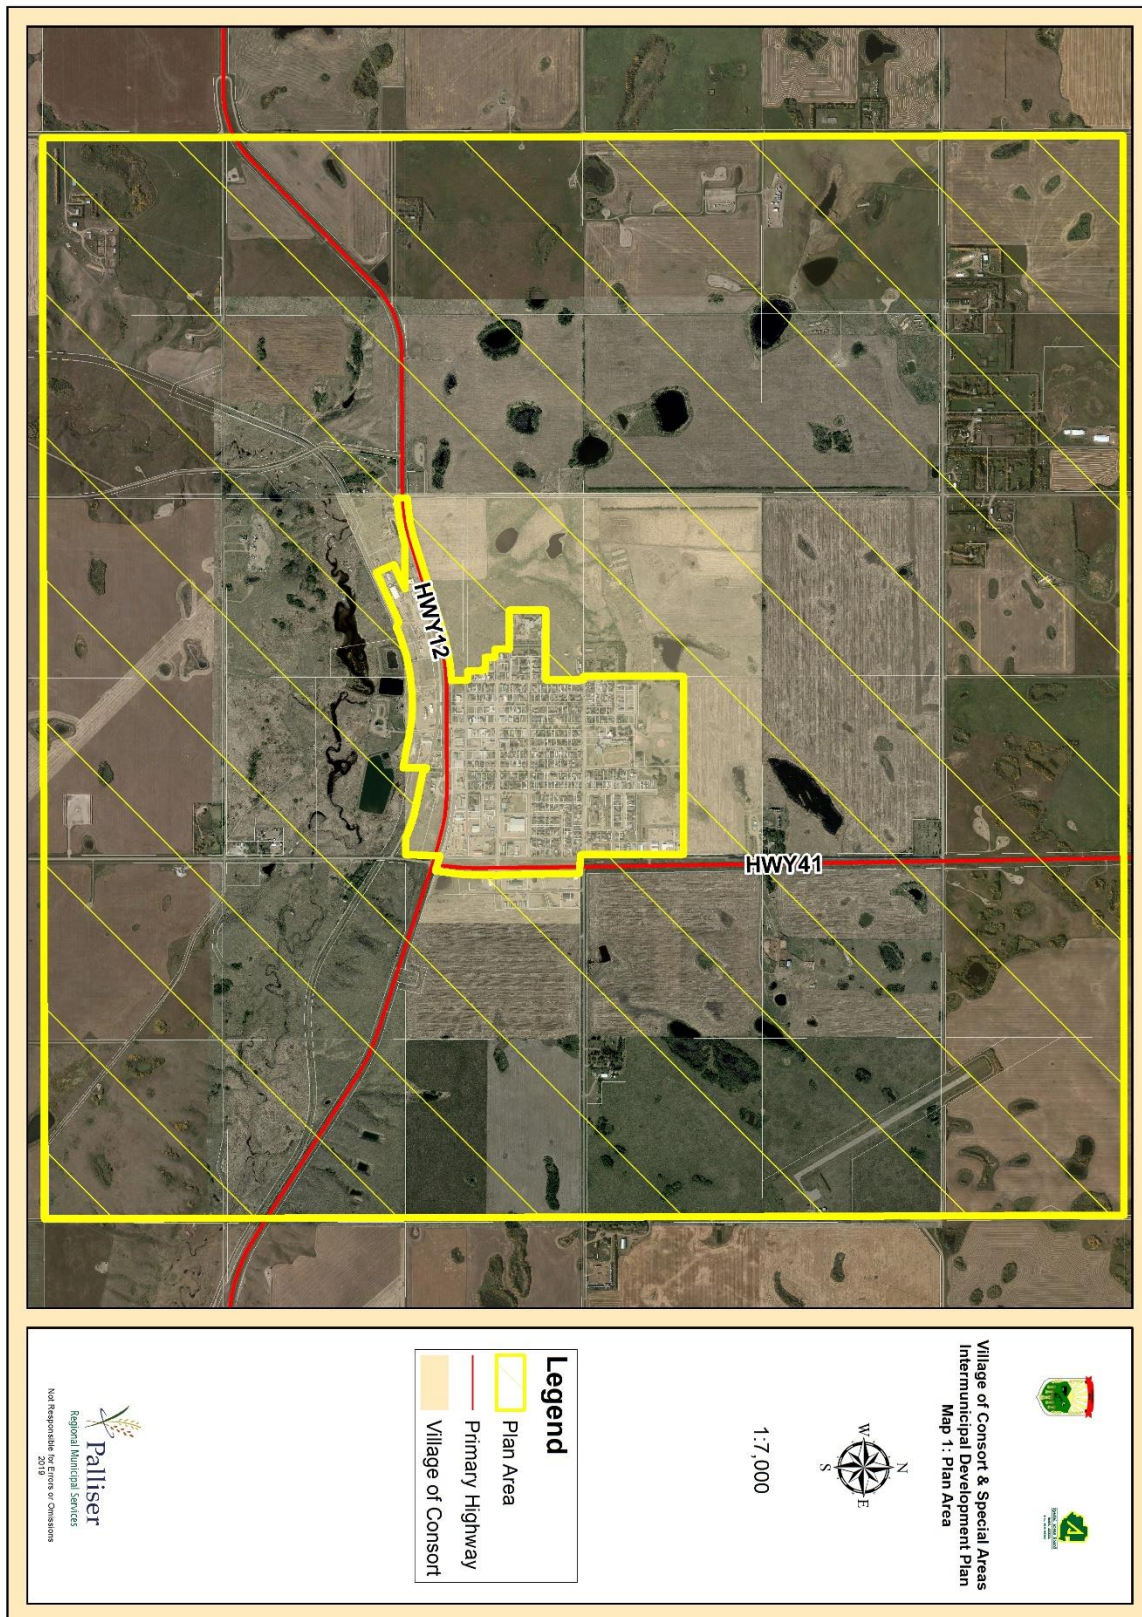 Village of Consort & Special Areas
Intermunicipal Development Plan
Map 1: Plan Area
N
W
E
S
1:7,000
Legend
Plan Area
Primary Highway
Village of Consort
Palliser
Regional Municipal Services
Not Responsible for Errors or Omissions
2019
HWY12
HWY41